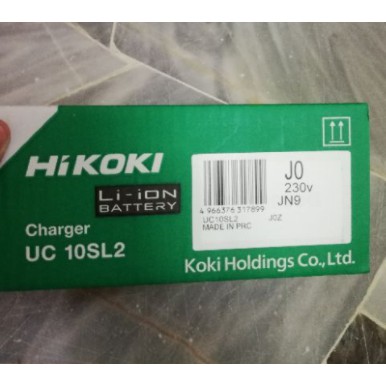 HiKOKI
Li-ion
BATTERY
Charger
UC 10SL2
J0
230v
JN9
4 966376 317899
UC10SL2 J0Z
MADE IN PRC
Koki Holdings Co., Ltd.